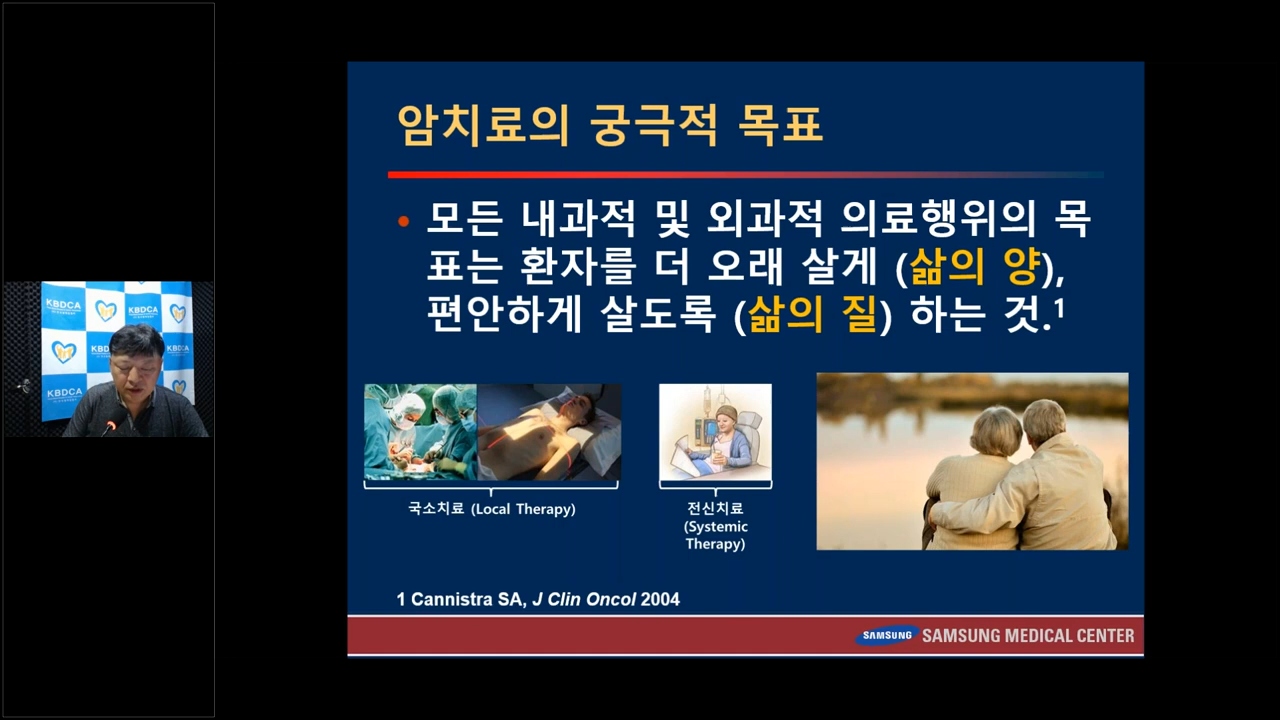 암치료의 궁극적 목표
• 모든 내과적 및 외과적 의료행위의 목
표는 환자를 더 오래 살게 (삶의 양),
편안하게 살도록 (삶의 질) 하는 것.¹
국소치료 (Local Therapy)
전신치료
(Systemic
Therapy)
1 Cannistra SA, J Clin Oncol 2004
SAMSUNG SAMSUNG MEDICAL CENTER
KBDCA
KBDCA
KBDCA